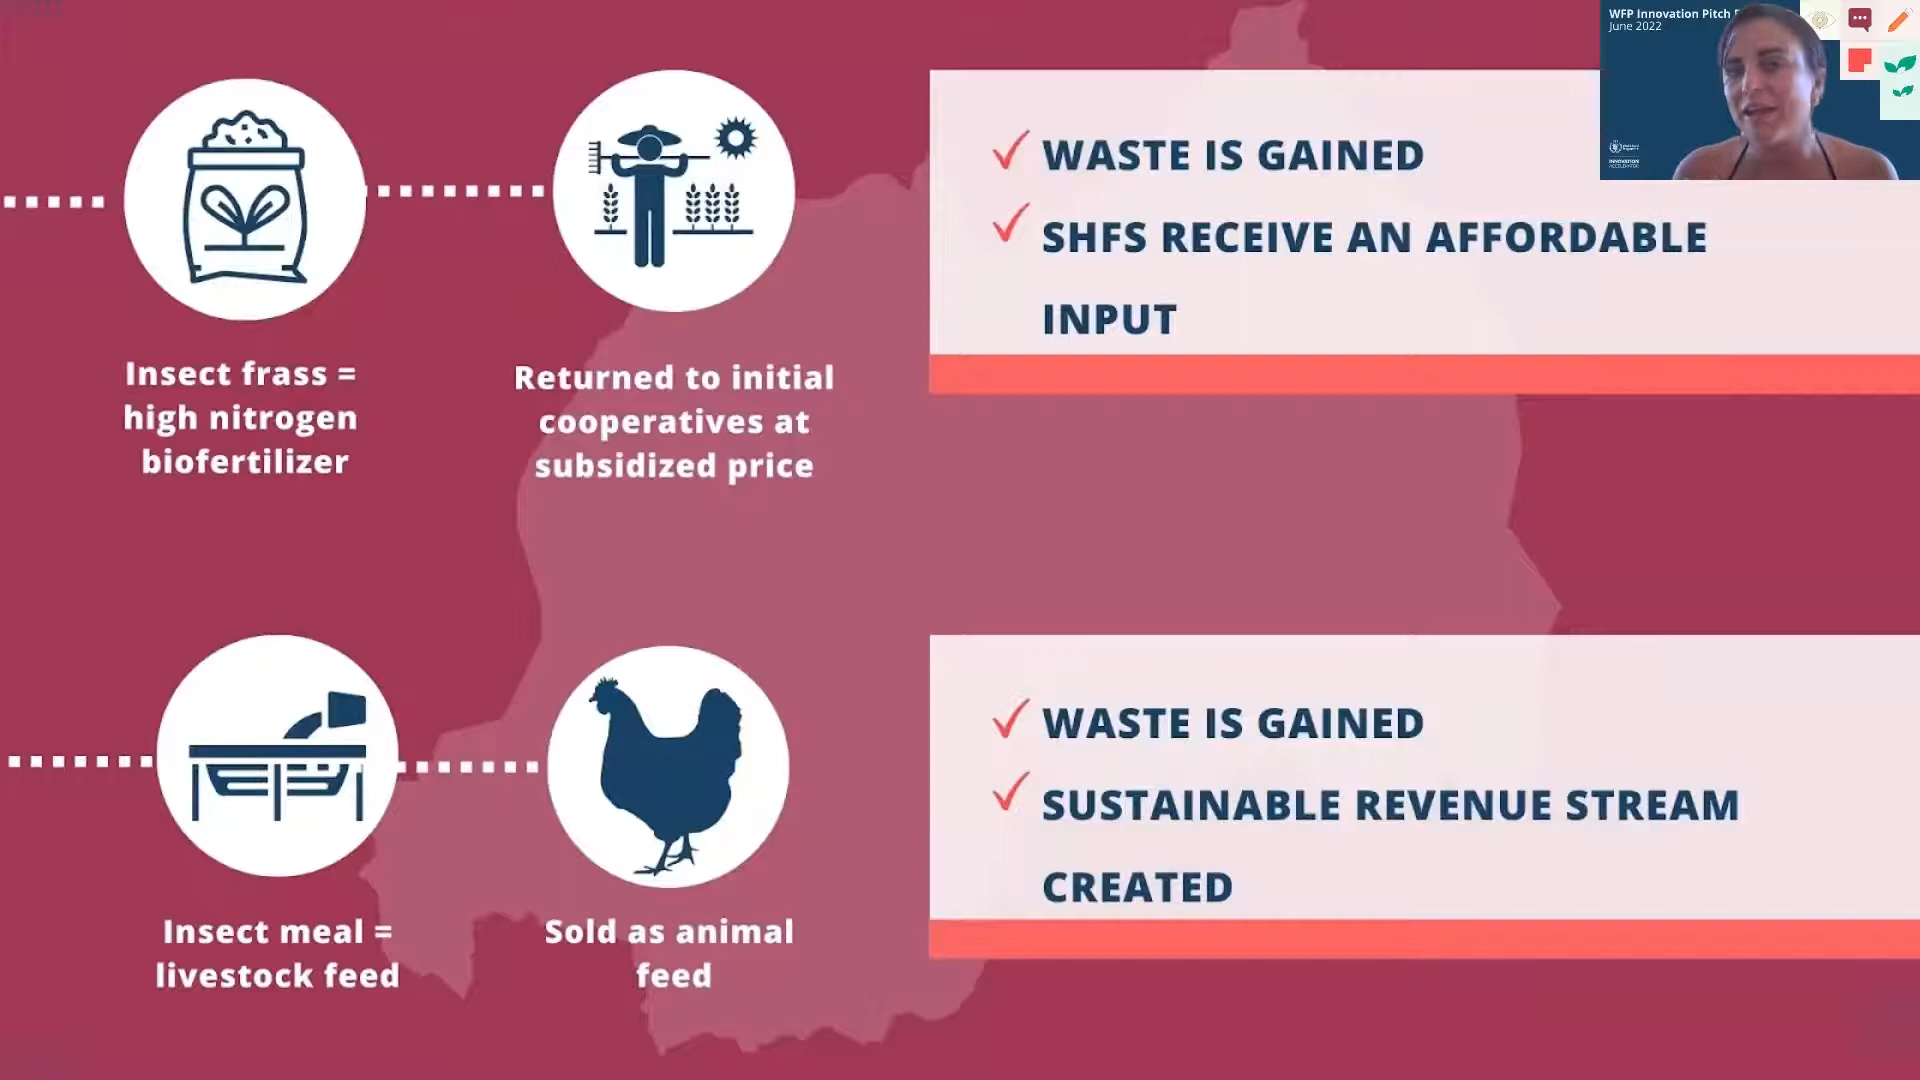 WFP Innovation Pitch
June 2022
WASTE IS GAINED
SHFS RECEIVE AN AFFORDABLE
INPUT
Insect frass =
high nitrogen
biofertilizer
Returned to initial
cooperatives at
subsidized price
WASTE IS GAINED
SUSTAINABLE REVENUE STREAM
CREATED
Insect meal =
livestock feed
Sold as animal
feed